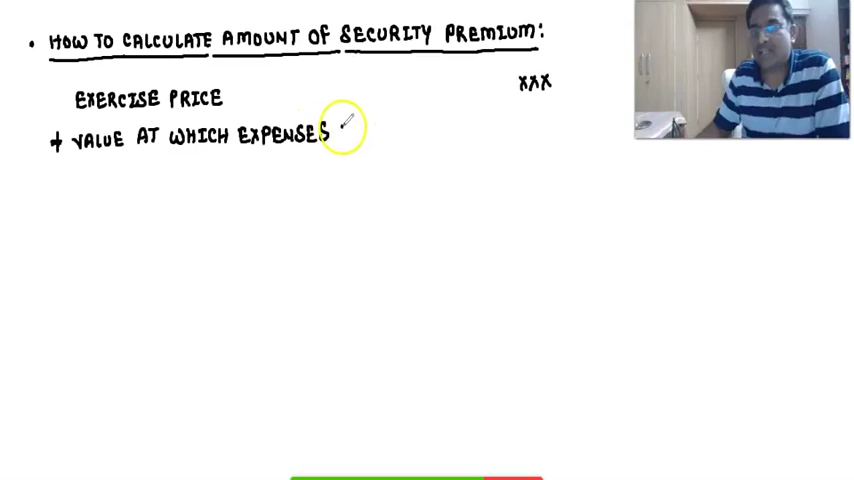 • HOW TO CALCULATE AMOUNT OF SECURITY PREMIUM:
EXERCISE PRICE xxx
+ VALUE AT WHICH EXPENSES